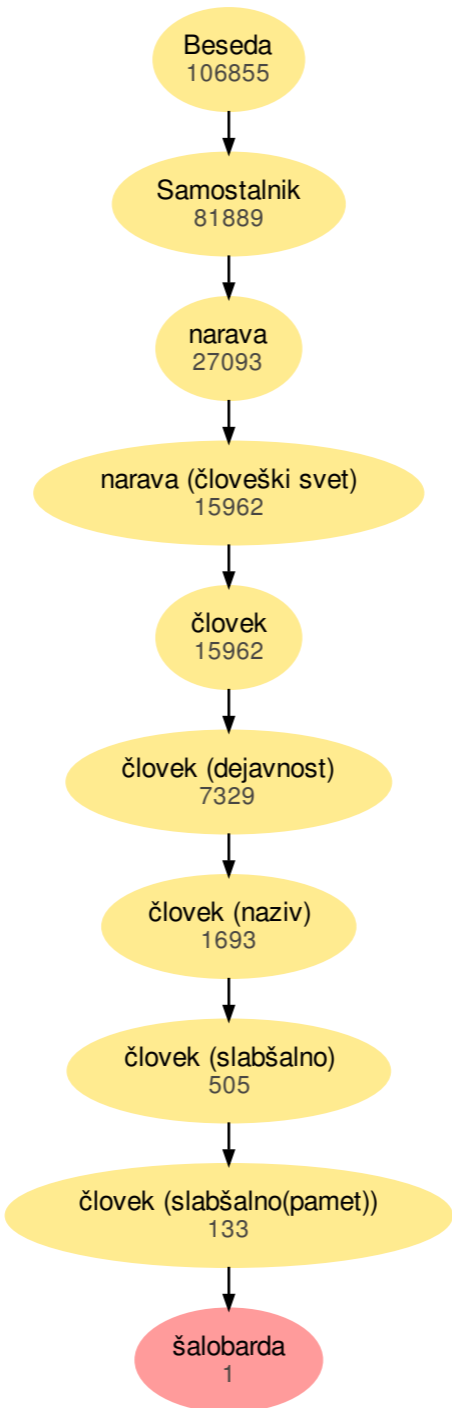 Beseda
106855
Samostalnik
81889
narava
27093
narava (človeški svet)
15962
človek
15962
človek (dejavnost)
7329
človek (naziv)
1693
človek (slabšalno)
505
človek (slabšalno(pamet))
133
šalobarda
1